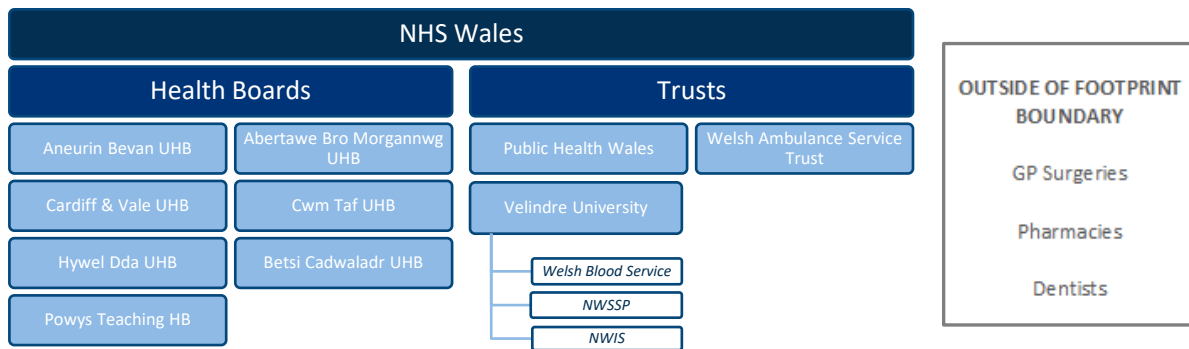 NHS Wales
Health Boards
Trusts
Aneurin Bevan UHB
Abertawe Bro Morgannwg
UHB
Public Health Wales
Welsh Ambulance Service
Trust
Cardiff & Vale UHB
Cwm Taf UHB
Velindre University
Hywel Dda UHB
Betsi Cadwaladr UHB
Welsh Blood Service
NWSSP
Powys Teaching HB
NWIS
OUTSIDE OF FOOTPRINT
BOUNDARY
GP Surgeries
Pharmacies
Dentists